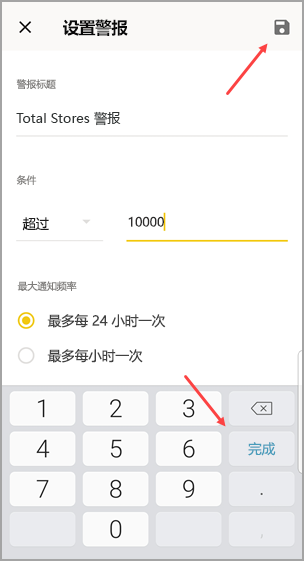 设置警报
警报标题
Total Stores 警报
条件
超过 10000
最大通知频率
最多每 24 小时一次
最多每小时一次
1 2 3
4 5 6 完成
7 8 9 .
0 ,